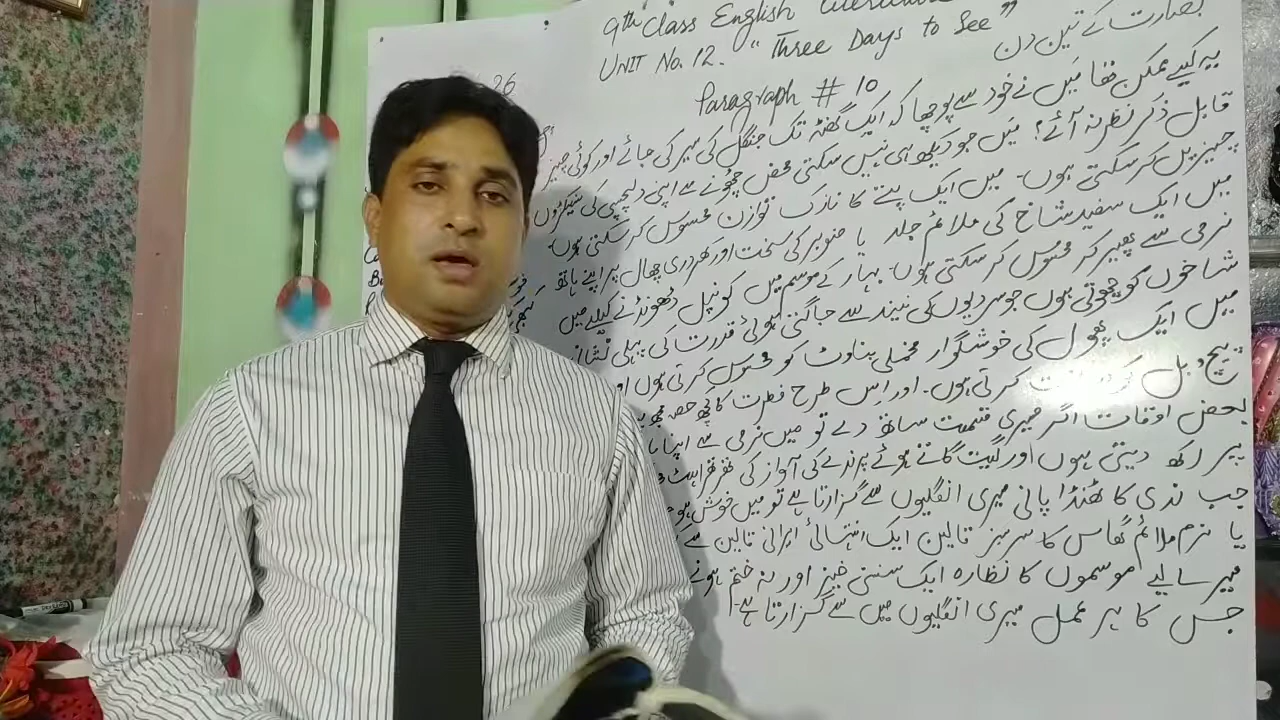 9th Class English Literature
UNIT No. 12. "Three Days to See" بصارت کے تین دن
26
Paragraph # 10
یہ کیسے ممکن تھا میں نے خود سے پوچھا کہ ایک گھنٹہ تک جنگل کی سیر کی جائے اور کوئی چیز
قابل ذکر نظر نہ آئے؟ میں جو دیکھ ہی نہیں سکتی محض چھونے سے اپنی دلچسپی کی سینکڑوں
چیزیں کر سکتی ہوں۔ میں ایک پتے کا نازک توازن محسوس کر سکتی ہوں۔
میں ایک سفید شاخ کی ملائم جلد یا صنوبر کی سخت اور کھردری چھال پر اپنے ہاتھ
نرمی سے پھیر کر محسوس کر سکتی ہوں۔ بہار کے موسم میں کونپل ڈھونڈنے کیلیے میں
شاخوں کو چھوتی ہوں جو سردیوں کی نیند سے جاگتی ہوئی قدرت کی پہلی
میں ایک پھول کی خوشگوار مخملی بناوٹ کو محسوس کرتی ہوں
پیچ و بل کرتی ہوں۔ اور اس طرح فطرت کا کچھ حصہ مجھ
بعض اوقات اگر میری قسمت ساتھ دے تو میں نرمی سے اپنا
پر رکھ دیتی ہوں اور گیت گاتے ہوئے پرندے کی آواز کی تھرتھراہٹ
جب ندی کا ٹھنڈا پانی میری انگلیوں سے گزرتا ہے تو میں خوش
یا نرم ملائم گھاس کا سرسبز قالین ایک انتہائی ایرانی قالین سے
میرے لیے موسموں کا نظارہ ایک سنسنی خیز اور نہ ختم ہونے
جس کا ہر عمل میری انگلیوں میں سے گزرتا ہے۔